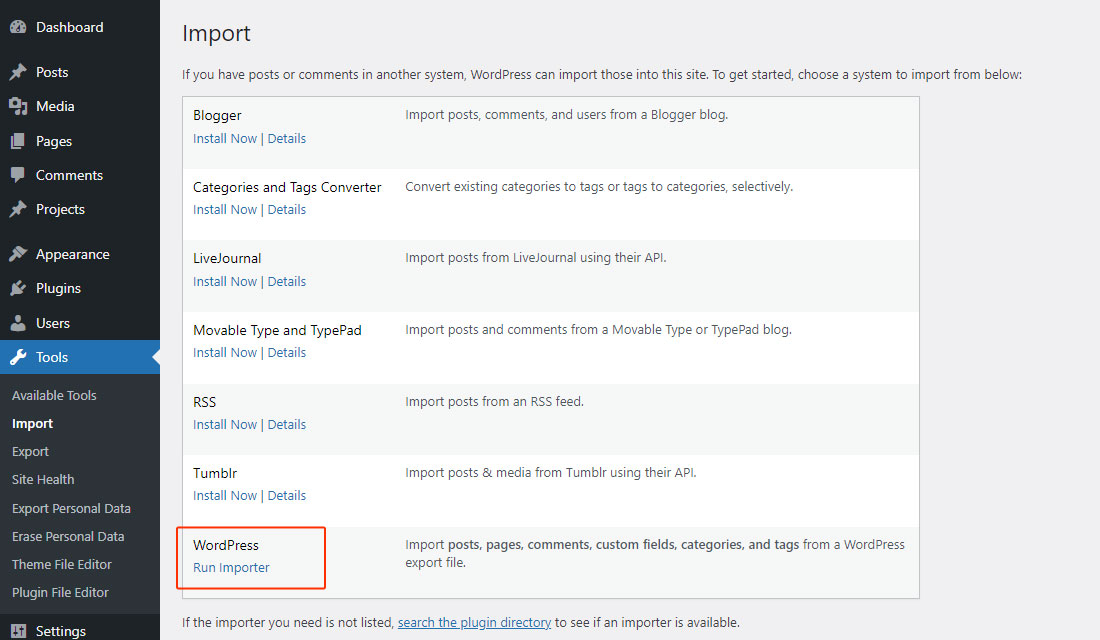 Dashboard
Posts
Media
Pages
Comments
Projects
Appearance
Plugins
Users
Tools
Available Tools
Import
Export
Site Health
Export Personal Data
Erase Personal Data
Theme File Editor
Plugin File Editor
Settings
Import
If you have posts or comments in another system, WordPress can import those into this site. To get started, choose a system to import from below:
Blogger
Install Now | Details
Import posts, comments, and users from a Blogger blog.
Categories and Tags Converter
Install Now | Details
Convert existing categories to tags or tags to categories, selectively.
LiveJournal
Install Now | Details
Import posts from LiveJournal using their API.
Movable Type and TypePad
Install Now | Details
Import posts and comments from a Movable Type or TypePad blog.
RSS
Install Now | Details
Import posts from an RSS feed.
Tumblr
Install Now | Details
Import posts & media from Tumblr using their API.
WordPress
Run Importer
Import posts, pages, comments, custom fields, categories, and tags from a WordPress
export file.
If the importer you need is not listed, search the plugin directory to see if an importer is available.